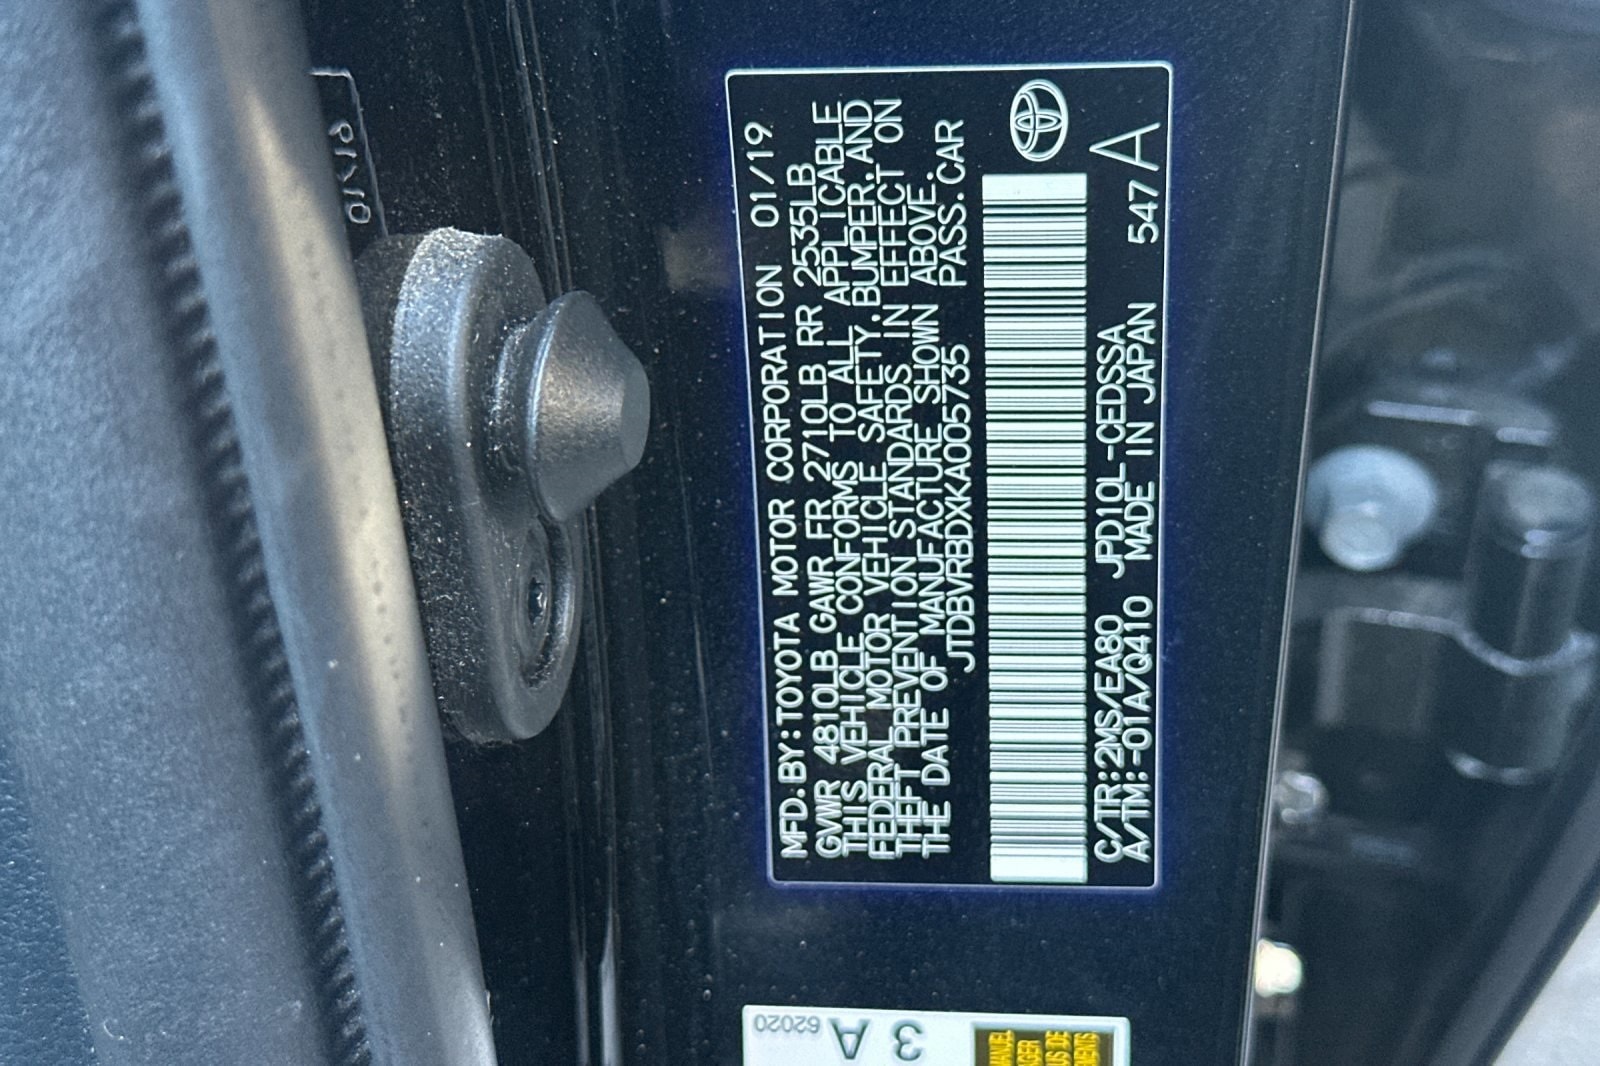 MFD.BY:TOYOTA MOTOR CORPORATION 01/19
GVWR 4810LB GAWR FR 2710LB RR 2535LB
THIS VEHICLE CONFORMS TO ALL APPLICABLE
FEDERAL MOTOR VEHICLE SAFETY,BUMPER,AND
THEFT PREVENTION STANDARDS IN EFFECT ON
THE DATE OF MANUFACTURE SHOWN ABOVE.
JTDBVRBDXKA005735 PASS.CAR
C/TR:2MS/EA80 JPD10L-CEDSSA
A/TM:-01A/Q410 MADE IN JAPAN 547A
62020
3 A